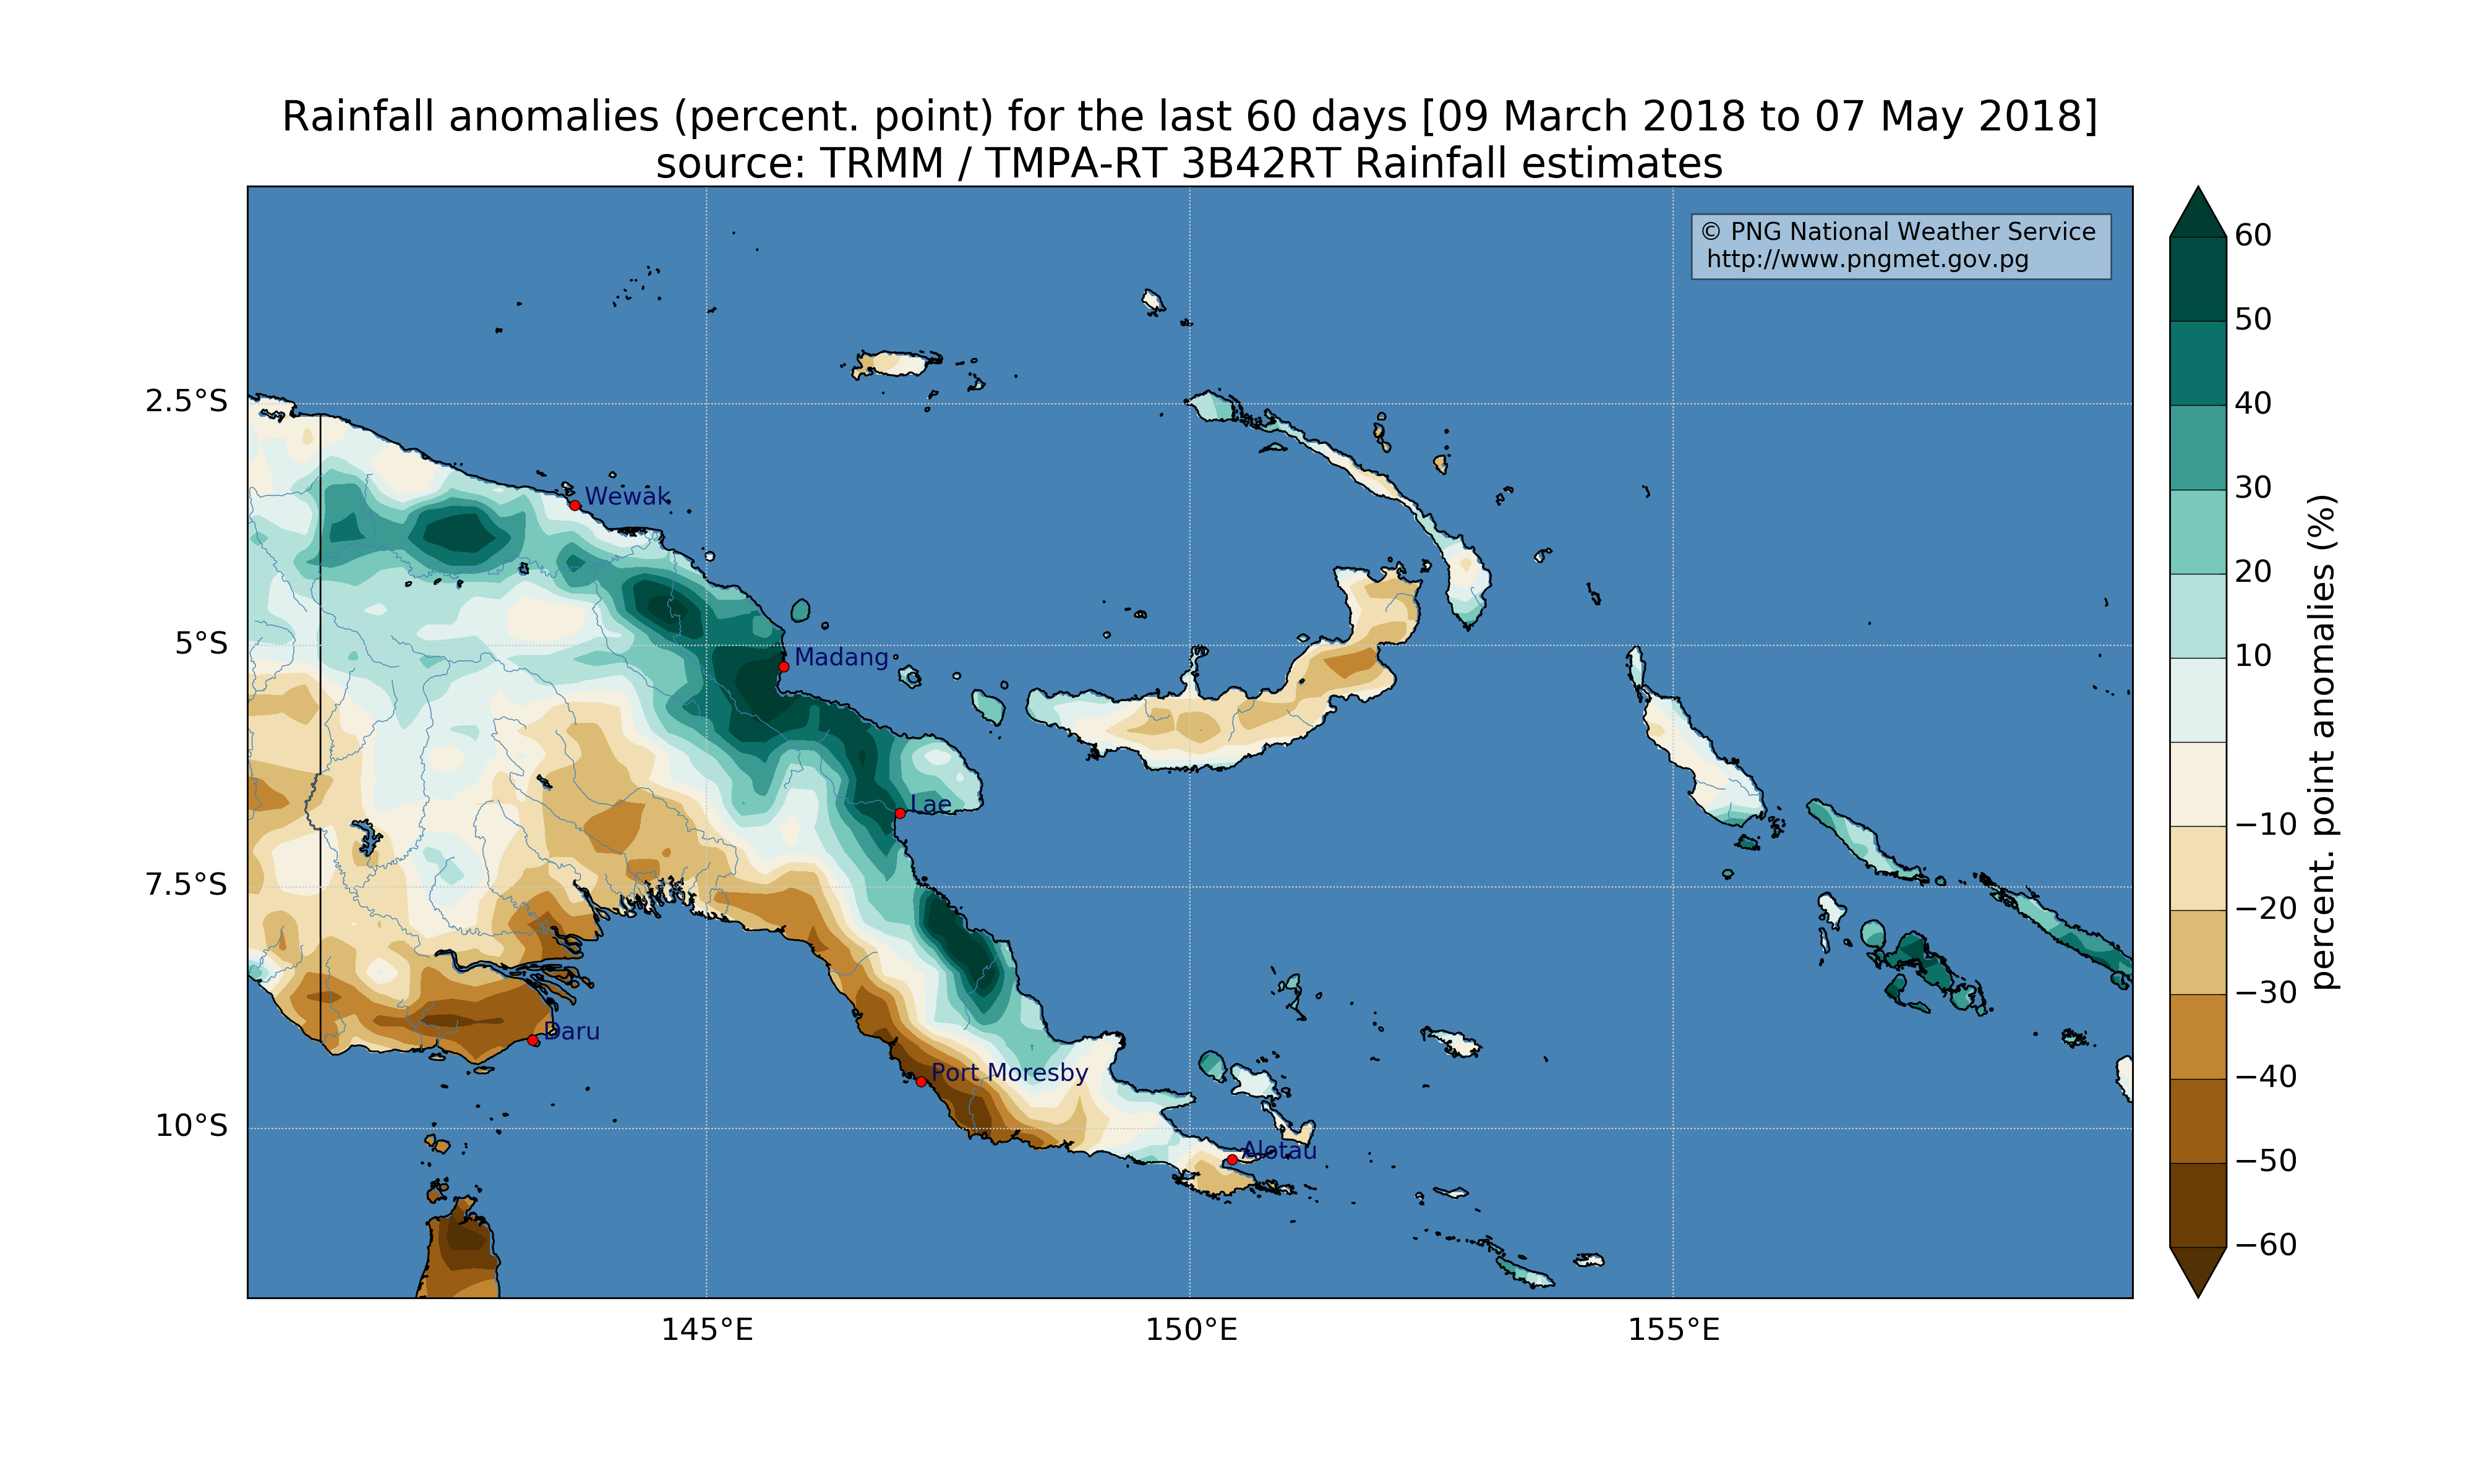 Rainfall anomalies (percent. point) for the last 60 days [09 March 2018 to 07 May 2018]
source: TRMM / TMPA-RT 3B42RT Rainfall estimates
© PNG National Weather Service
http://www.pngmet.gov.pg
60
50
40
30
20
10
−10
−20
−30
−40
−50
−60
percent. point anomalies (%)
2.5°S
5°S
7.5°S
10°S
Wewak
Madang
Lae
Daru
Port Moresby
Alotau
145°E
150°E
155°E